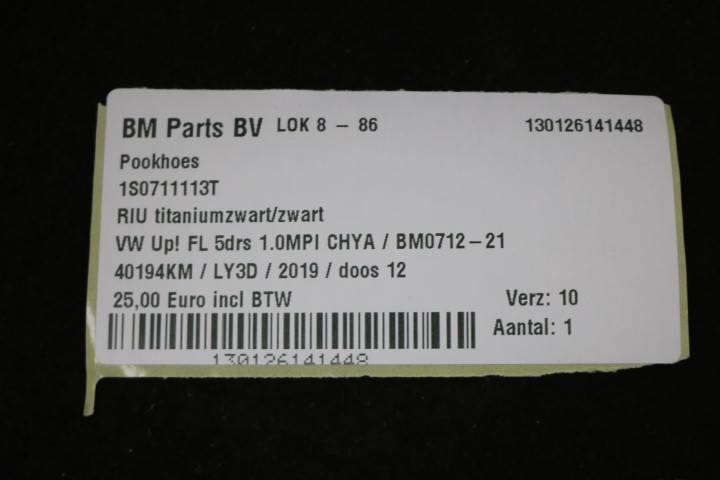 BM Parts BV LOK 8 - 86 130126141448
Pookhoes
1S0711113T
RIU titaniumzwart/zwart
VW Up! FL 5drs 1.0MPI CHYA / BM0712-21
40194KM / LY3D / 2019 / doos 12
25,00 Euro incl BTW Verz: 10
Aantal: 1
130126141448